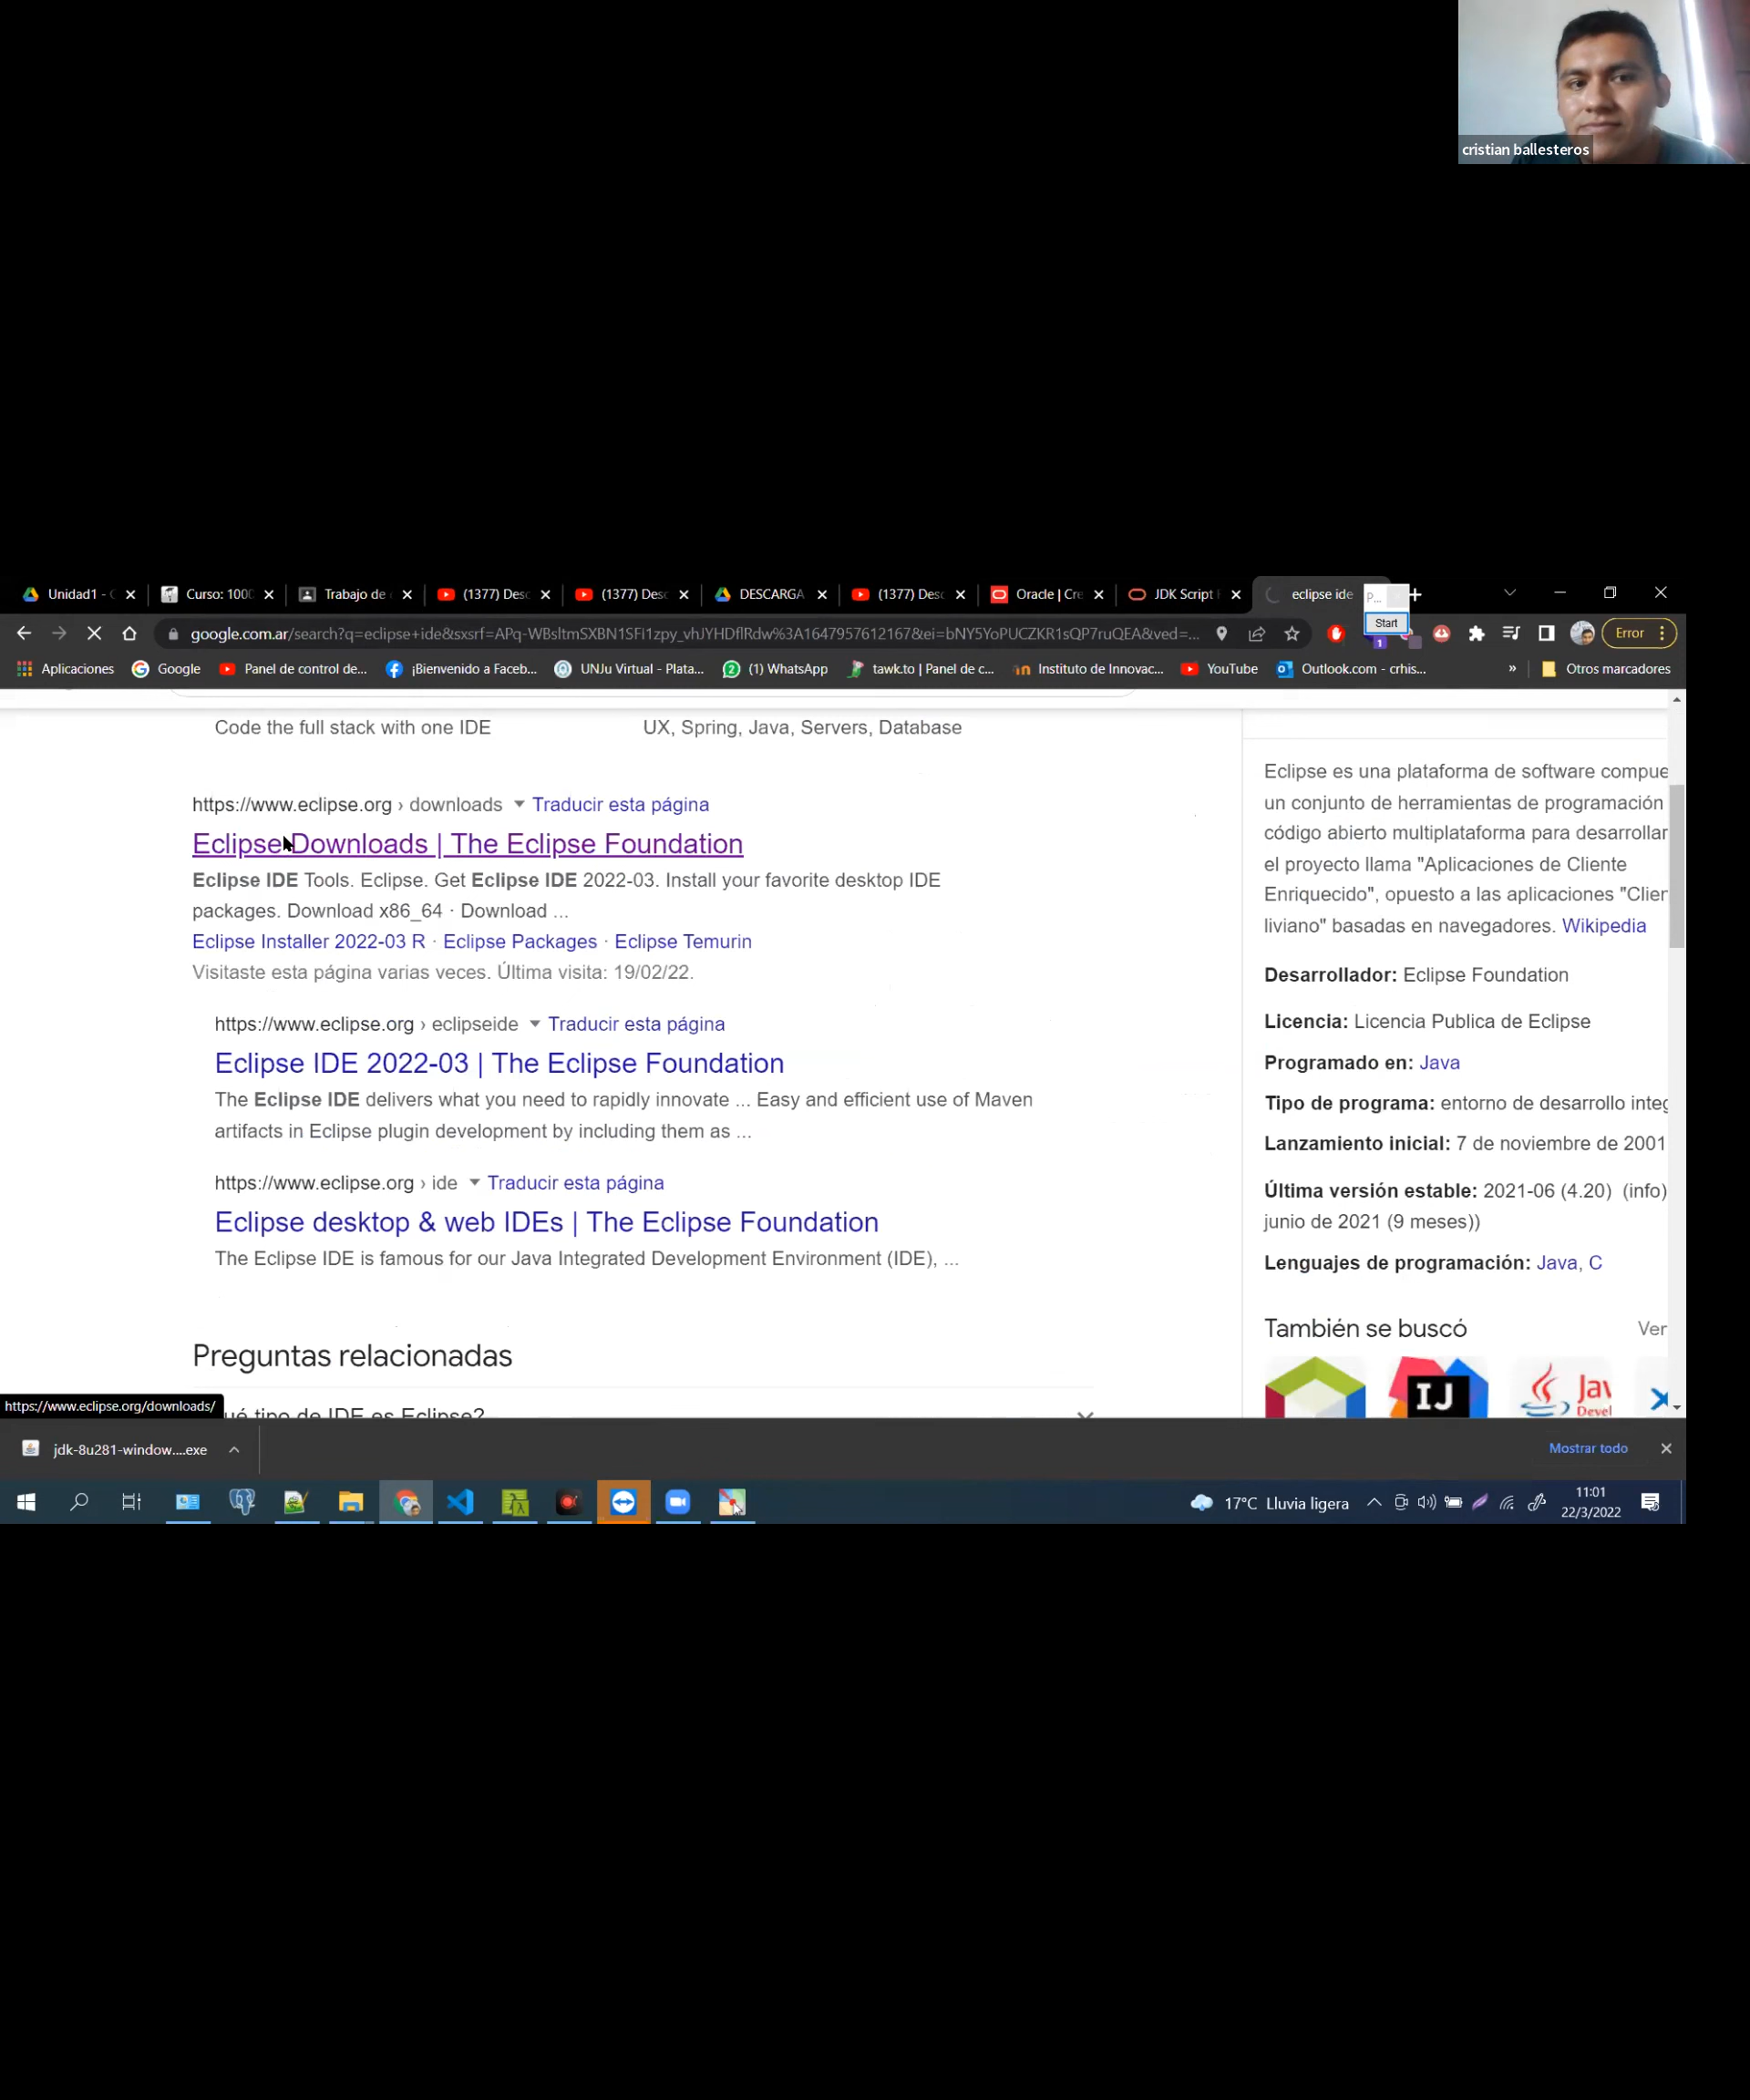 cristian ballesteros
Unidad1 - C
Curso: 100
Trabajo de
(1377) Desc
(1377) Desc
DESCARGA
(1377) Desc
Oracle | Cre
JDK Script
eclipse ide
P...
Start
google.com.ar/search?q=eclipse+ide&sxsrf=APq-WBsltmSXBN1SFi1zpy_vhJYHDflRdw%3A1647957612167&ei=bNY5YoPUCZKR1sQP7ruQEA&ved=...
1
Error
Aplicaciones
Google
Panel de control de...
¡Bienvenido a Faceb...
UNJu Virtual - Plata...
(1) WhatsApp
tawk.to | Panel de c...
Instituto de Innovac...
YouTube
Outlook.com - crhis...
»
Otros marcadores
Code the full stack with one IDE
UX, Spring, Java, Servers, Database
https://www.eclipse.org › downloads
Traducir esta página
Eclipse Downloads | The Eclipse Foundation
Eclipse IDE Tools. Eclipse. Get Eclipse IDE 2022-03. Install your favorite desktop IDE
packages. Download x86_64 · Download ...
Eclipse Installer 2022-03 R · Eclipse Packages · Eclipse Temurin
Visitaste esta página varias veces. Última visita: 19/02/22.
https://www.eclipse.org › eclipseide
Traducir esta página
Eclipse IDE 2022-03 | The Eclipse Foundation
The Eclipse IDE delivers what you need to rapidly innovate ... Easy and efficient use of Maven
artifacts in Eclipse plugin development by including them as ...
https://www.eclipse.org › ide
Traducir esta página
Eclipse desktop & web IDEs | The Eclipse Foundation
The Eclipse IDE is famous for our Java Integrated Development Environment (IDE), ...
Preguntas relacionadas
ué tipo de IDE es Eclipse?
https://www.eclipse.org/downloads/
Eclipse es una plataforma de software compue
un conjunto de herramientas de programación
código abierto multiplataforma para desarrollar
el proyecto llama "Aplicaciones de Cliente
Enriquecido", opuesto a las aplicaciones "Clien
liviano" basadas en navegadores. Wikipedia
Desarrollador: Eclipse Foundation
Licencia: Licencia Publica de Eclipse
Programado en: Java
Tipo de programa: entorno de desarrollo integ
Lanzamiento inicial: 7 de noviembre de 2001
Última versión estable: 2021-06 (4.20) (info)
junio de 2021 (9 meses))
Lenguajes de programación: Java, C
También se buscó
Ver
IJ
Jav
Devel
jdk-8u281-window....exe
Mostrar todo
17°C Lluvia ligera
11:01
22/3/2022